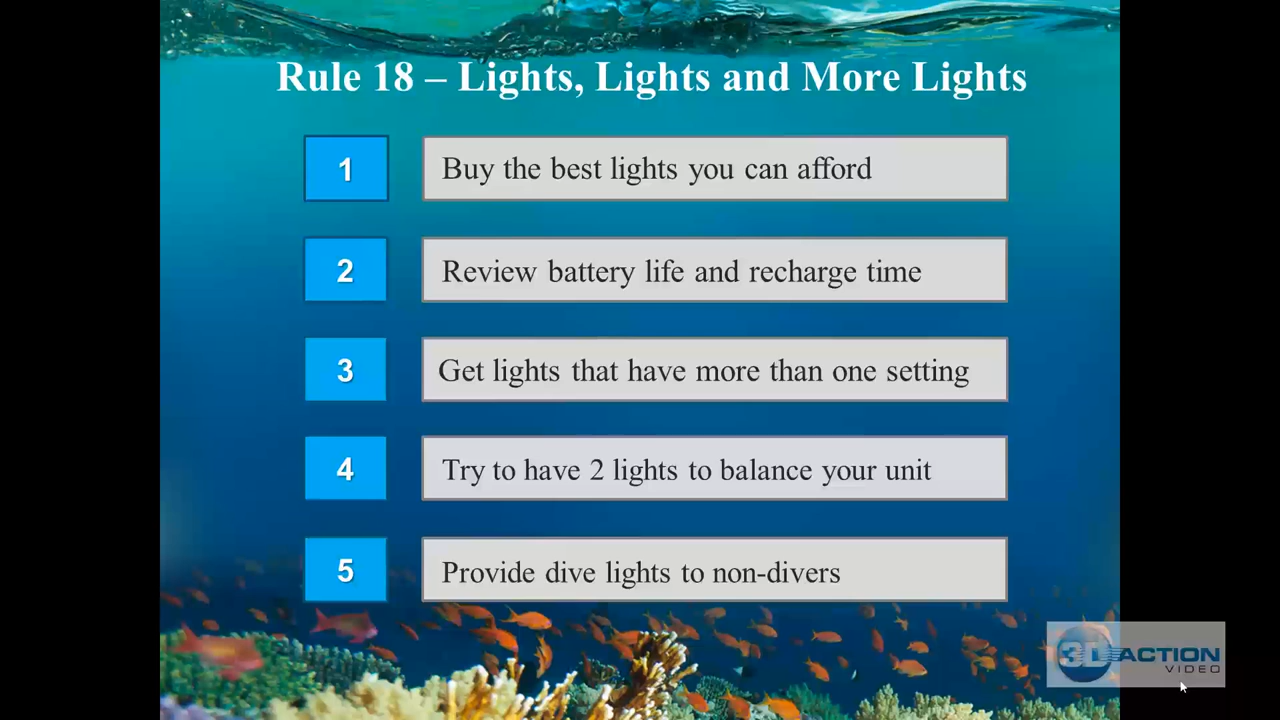 Rule 18 – Lights, Lights and More Lights
1 Buy the best lights you can afford
2 Review battery life and recharge time
3 Get lights that have more than one setting
4 Try to have 2 lights to balance your unit
5 Provide dive lights to non-divers
3D ACTION
VIDEO